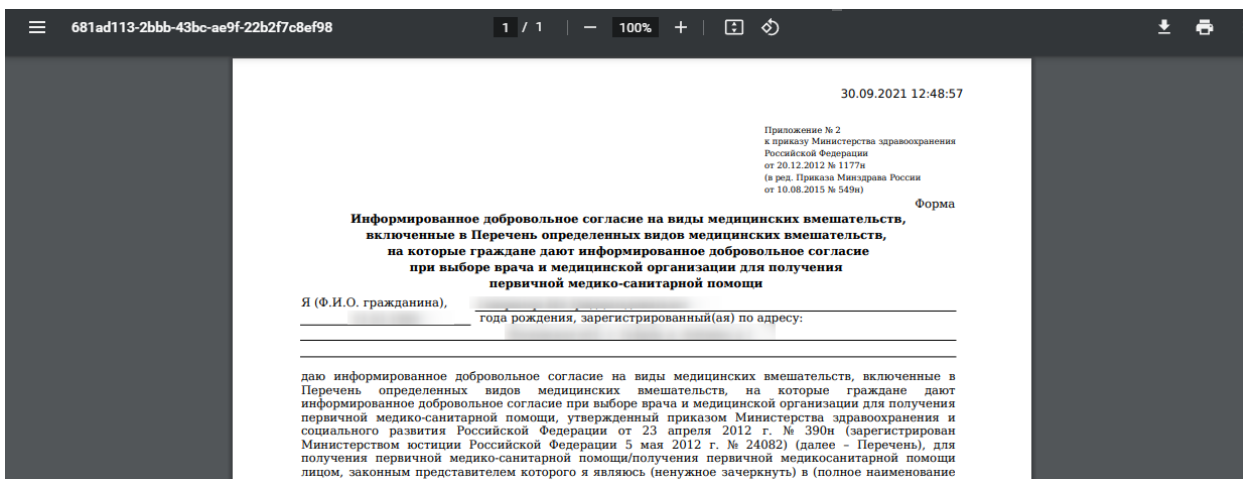 681ad113-2bbb-43bc-ae9f-22b2f7c8ef98 1 / 1 100%
30.09.2021 12:48:57
Приложение № 2
к приказу Министерства здравоохранения
Российской Федерации
от 20.12.2012 № 1177н
(в ред. Приказа Минздрава России
от 10.08.2015 № 549н)
Форма
Информированное добровольное согласие на виды медицинских вмешательств,
включенные в Перечень определенных видов медицинских вмешательств,
на которые граждане дают информированное добровольное согласие
при выборе врача и медицинской организации для получения
первичной медико-санитарной помощи
Я (Ф.И.О. гражданина),
года рождения, зарегистрированный(ая) по адресу:
даю информированное добровольное согласие на виды медицинских вмешательств, включенные в
Перечень определенных видов медицинских вмешательств, на которые граждане дают
информированное добровольное согласие при выборе врача и медицинской организации для получения
первичной медико-санитарной помощи, утвержденный приказом Министерства здравоохранения и
социального развития Российской Федерации от 23 апреля 2012 г. № 390н (зарегистрирован
Министерством юстиции Российской Федерации 5 мая 2012 г. № 24082) (далее – Перечень), для
получения первичной медико-санитарной помощи/получения первичной медикосанитарной помощи
лицом, законным представителем которого я являюсь (ненужное зачеркнуть) в (полное наименование